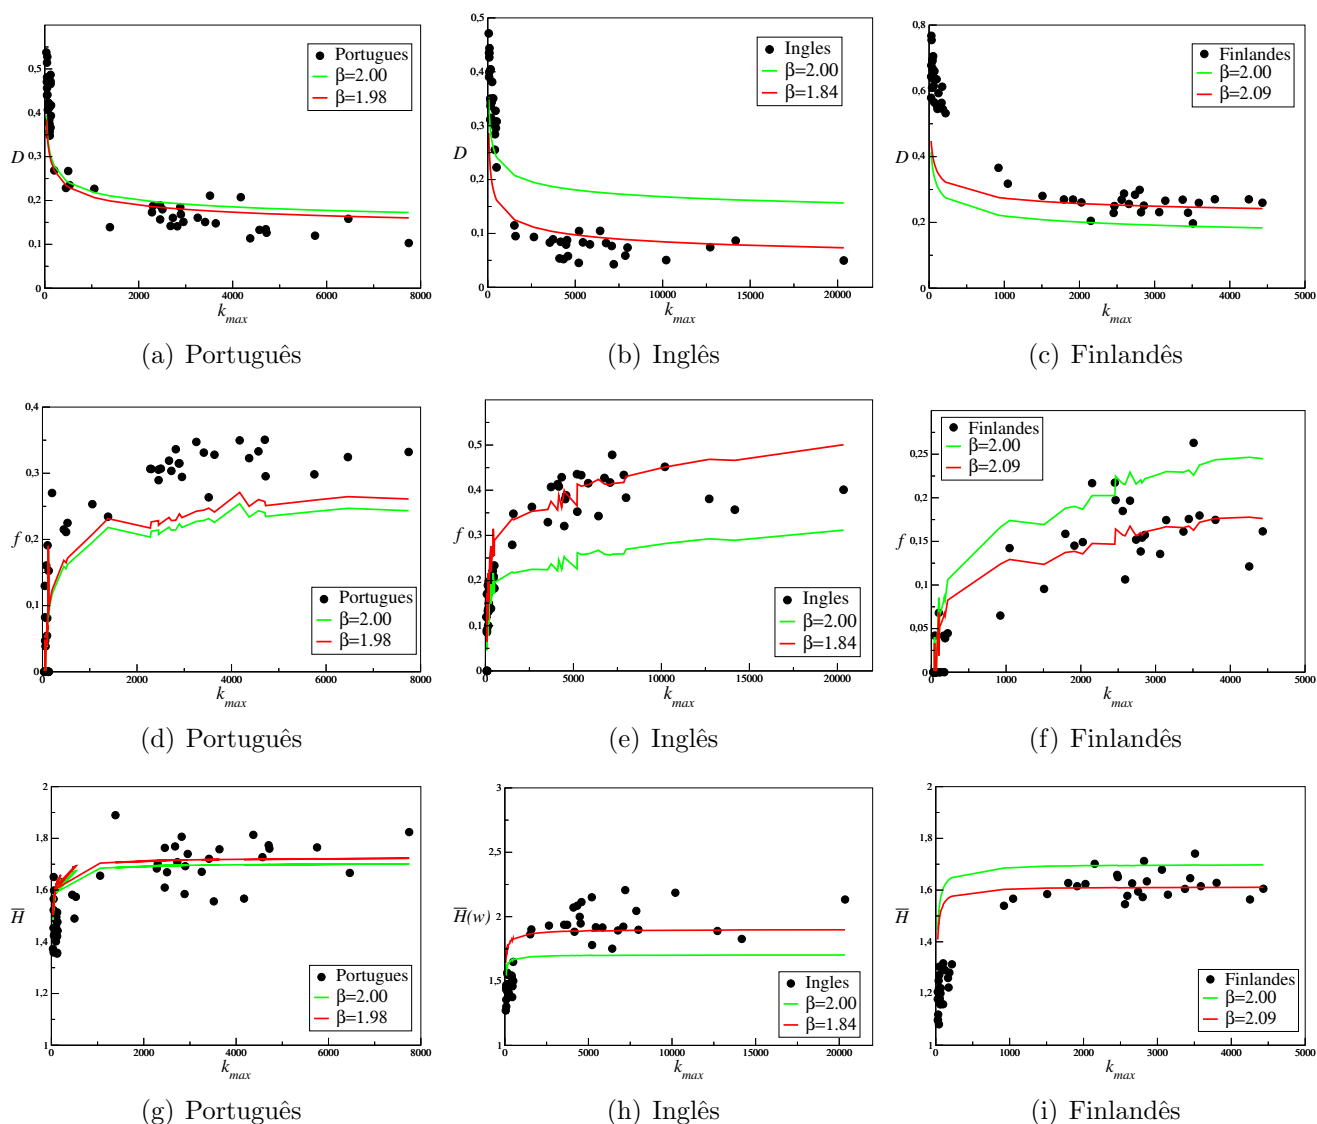 0,6
0,5
0,4
0,3
D
0,2
0,1
0
0
2000
4000
6000
8000
k_max
Portugues
β=2.00
β=1.98
(a) Português
0,5
0,4
0,3
D
0,2
0,1
0
0
5000
10000
15000
20000
k_max
Ingles
β=2.00
β=1.84
(b) Inglês
0,8
0,6
0,4
D
0,2
0
0
1000
2000
3000
4000
5000
k_max
Finlandes
β=2.00
β=2.09
(c) Finlandês
0,4
0,3
f
0,2
0,1
0
0
2000
4000
6000
8000
k_max
Portugues
β=2.00
β=1.98
(d) Português
0,6
0,5
0,4
f
0,3
0,2
0,1
0
0
5000
10000
15000
20000
k_max
Ingles
β=2.00
β=1.84
(e) Inglês
0,25
0,2
0,15
f
0,1
0,05
0
0
1000
2000
3000
4000
5000
k_max
Finlandes
β=2.00
β=2.09
(f) Finlandês
2
1,8
1,6
H̅
1,4
1,2
1
0
2000
4000
6000
8000
k_max
Portugues
β=2.00
β=1.98
(g) Português
3
2,5
H̅(w)
2
1,5
1
0
5000
10000
15000
20000
k_max
Ingles
β=2.00
β=1.84
(h) Inglês
2
1,8
1,6
H̅
1,4
1,2
1
0
1000
2000
3000
4000
5000
k_max
Finlandes
β=2.00
β=2.09
(i) Finlandês